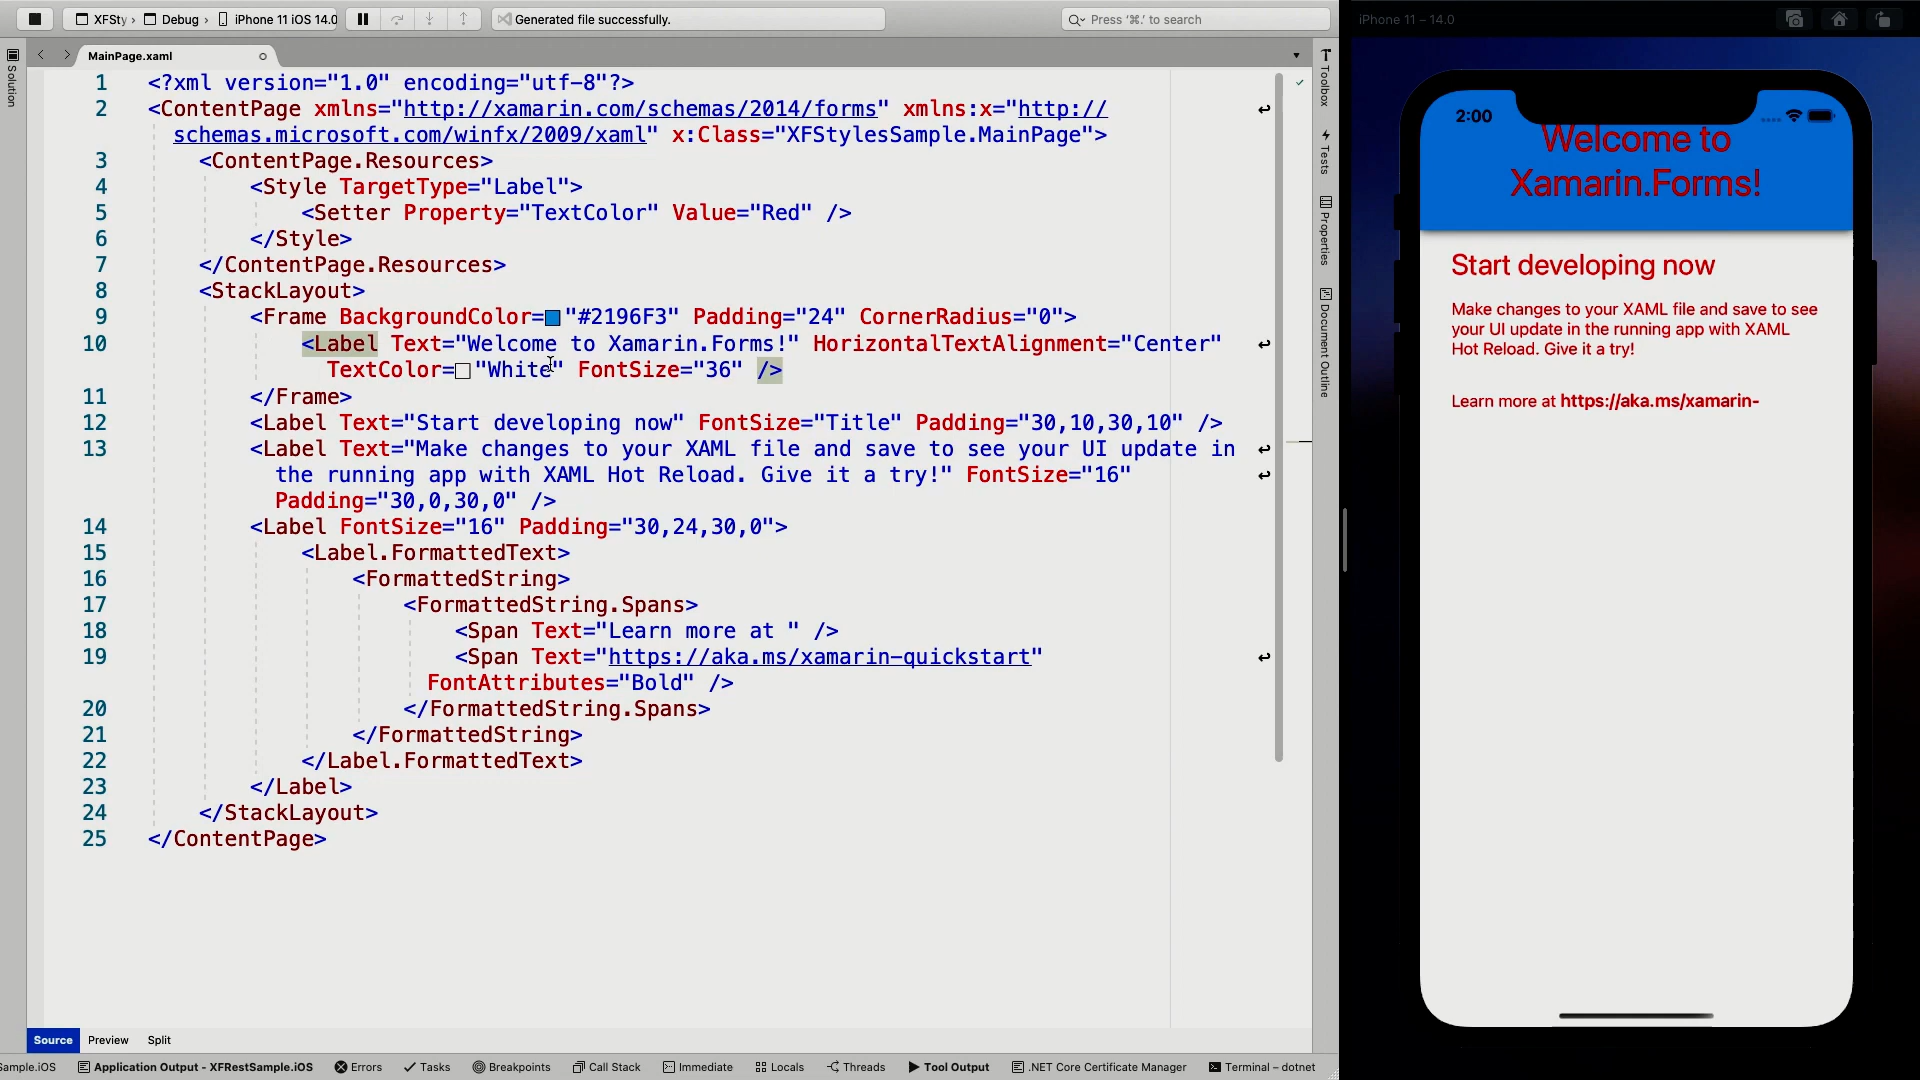 XFSty › Debug › iPhone 11 iOS 14.0
Generated file successfully.
Press '⌘.' to search
iPhone 11 – 14.0
Solution
MainPage.xaml
1 <?xml version="1.0" encoding="utf-8"?>
2 <ContentPage xmlns="http://xamarin.com/schemas/2014/forms" xmlns:x="http://
schemas.microsoft.com/winfx/2009/xaml" x:Class="XFStylesSample.MainPage">
3 <ContentPage.Resources>
4 <Style TargetType="Label">
5 <Setter Property="TextColor" Value="Red" />
6 </Style>
7 </ContentPage.Resources>
8 <StackLayout>
9 <Frame BackgroundColor="#2196F3" Padding="24" CornerRadius="0">
10 <Label Text="Welcome to Xamarin.Forms!" HorizontalTextAlignment="Center"
TextColor="White" FontSize="36" />
11 </Frame>
12 <Label Text="Start developing now" FontSize="Title" Padding="30,10,30,10" />
13 <Label Text="Make changes to your XAML file and save to see your UI update in
the running app with XAML Hot Reload. Give it a try!" FontSize="16"
Padding="30,0,30,0" />
14 <Label FontSize="16" Padding="30,24,30,0">
15 <Label.FormattedText>
16 <FormattedString>
17 <FormattedString.Spans>
18 <Span Text="Learn more at " />
19 <Span Text="https://aka.ms/xamarin-quickstart"
FontAttributes="Bold" />
20 </FormattedString.Spans>
21 </FormattedString>
22 </Label.FormattedText>
23 </Label>
24 </StackLayout>
25 </ContentPage>
Toolbox
Tests
Properties
Document Outline
2:00
Welcome to
Xamarin.Forms!
Start developing now
Make changes to your XAML file and save to see
your UI update in the running app with XAML
Hot Reload. Give it a try!
Learn more at https://aka.ms/xamarin-
Source Preview Split
ample.iOS Application Output - XFRestSample.iOS Errors Tasks Breakpoints Call Stack Immediate Locals Threads Tool Output .NET Core Certificate Manager Terminal – dotnet